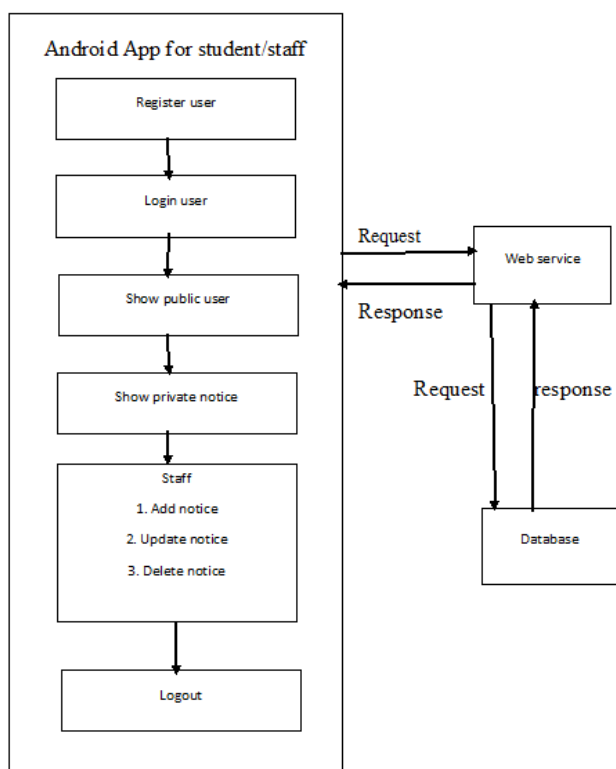 Android App for student/staff
Register user
Login user
Show public user
Show private notice
Staff
1. Add notice
2. Update notice
3. Delete notice
Logout
Request
Response
Web service
Request
response
Database